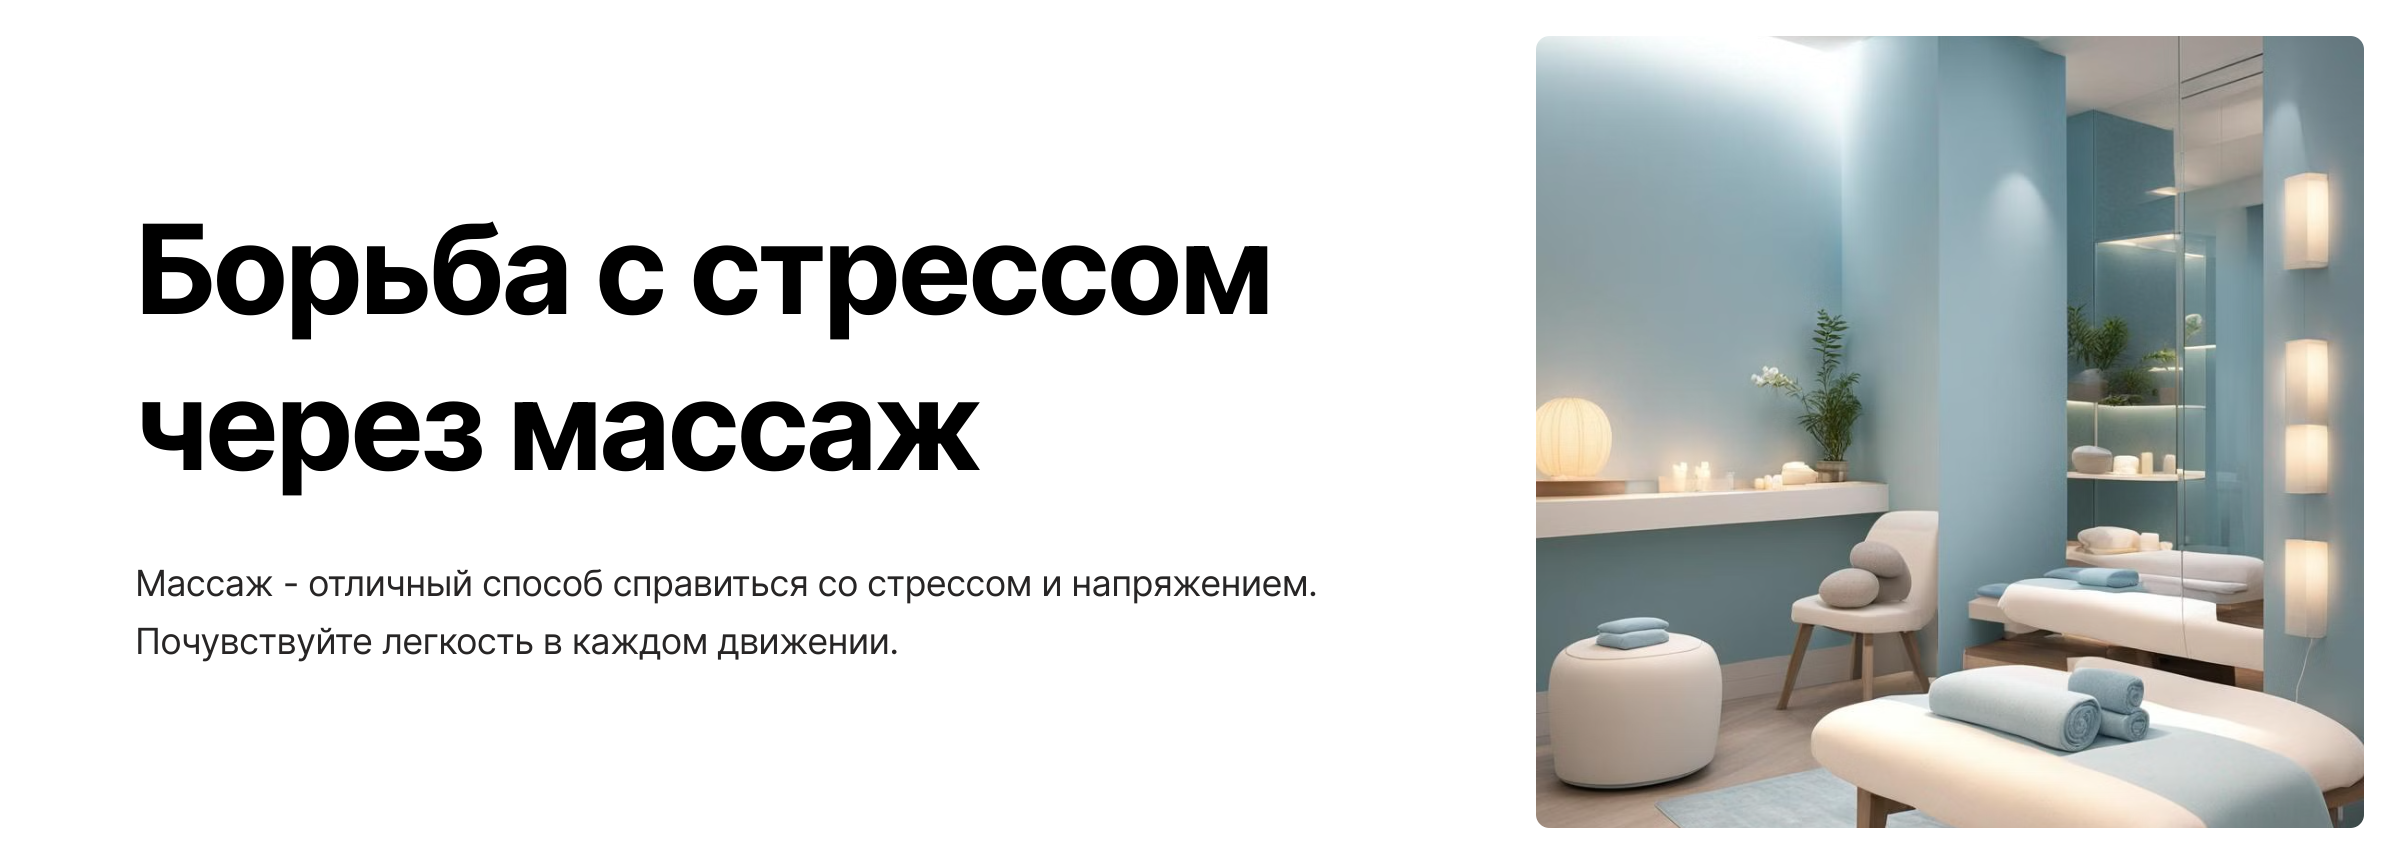 Борьба с стрессом
через массаж
Массаж - отличный способ справиться со стрессом и напряжением.
Почувствуйте легкость в каждом движении.